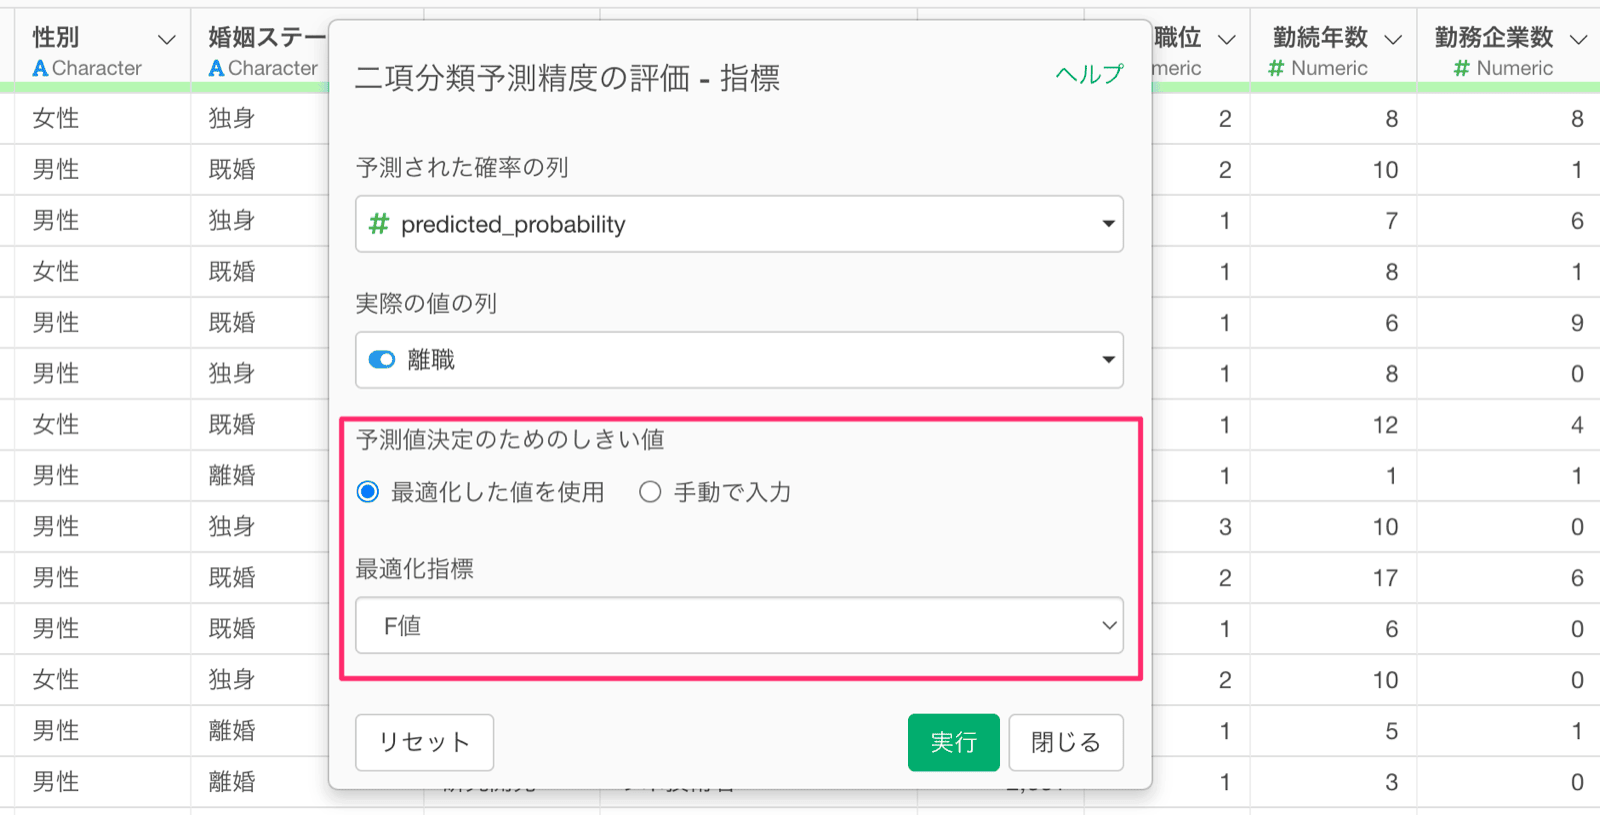 性別
婚姻ステー
職位
勤続年数
勤務企業数
Character
Character
meric
# Numeric
# Numeric
二項分類予測精度の評価 - 指標
ヘルプ
女性 独身 2 8 8
予測された確率の列
男性 既婚 2 10 1
# predicted_probability
男性 独身 1 7 6
女性 既婚 1 8 1
実際の値の列
男性 既婚 1 6 9
離職
男性 独身 1 8 0
女性 既婚 1 12 4
予測値決定のためのしきい値
男性 離婚 1 1 1
最適化した値を使用 手動で入力
男性 独身 3 10 0
最適化指標
男性 既婚 2 17 6
F値
男性 既婚 1 6 0
女性 独身 2 10 0
男性 離婚 1 5 1
リセット 実行 閉じる
男性 離婚 1 3 0